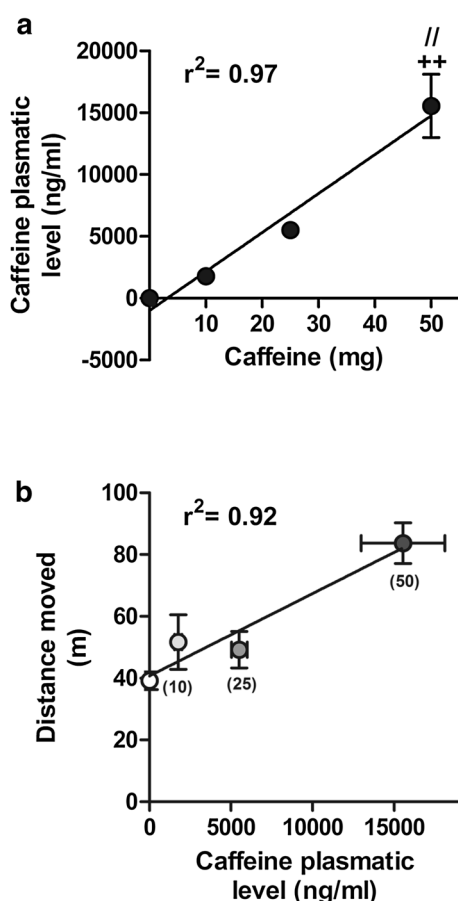 a
//
++
20000
r²= 0.97
15000
10000
5000
0
-5000
Caffeine plasmatic
level (ng/ml)
10 20 30 40 50
Caffeine (mg)
b
100
r²= 0.92
80
60
40
20
0
(10)
(25)
(50)
Distance moved
(m)
0 5000 10000 15000
Caffeine plasmatic
level (ng/ml)